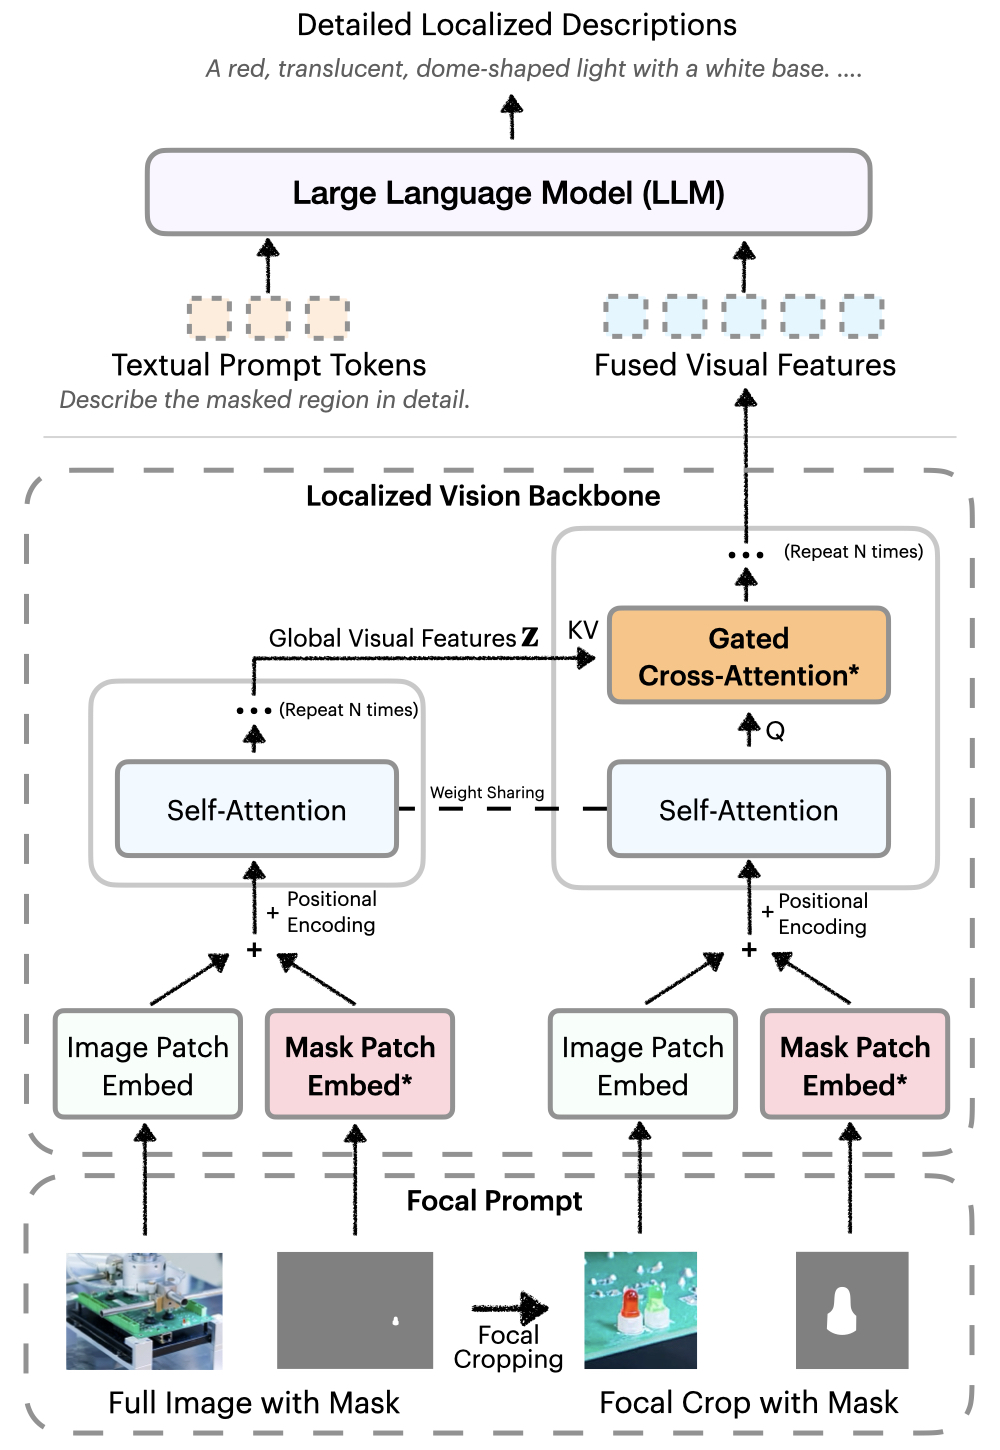 Detailed Localized Descriptions
A red, translucent, dome-shaped light with a white base. ....
Large Language Model (LLM)
Textual Prompt Tokens
Describe the masked region in detail.
Fused Visual Features
Localized Vision Backbone
(Repeat N times)
Global Visual Features Z
KV
Gated
Cross-Attention*
(Repeat N times)
Q
Self-Attention
Weight Sharing
Self-Attention
+ Positional
Encoding
+
+ Positional
Encoding
+
Image Patch
Embed
Mask Patch
Embed*
Image Patch
Embed
Mask Patch
Embed*
Focal Prompt
Focal
Cropping
Full Image with Mask
Focal Crop with Mask